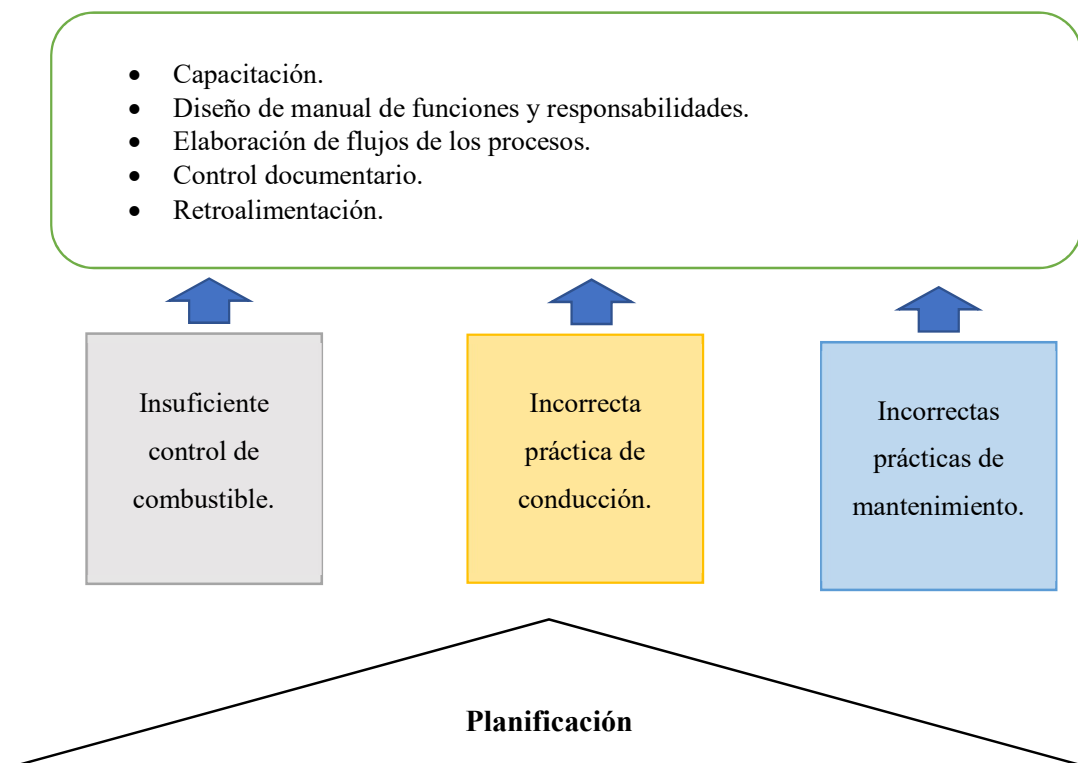 • Capacitación.
• Diseño de manual de funciones y responsabilidades.
• Elaboración de flujos de los procesos.
• Control documentario.
• Retroalimentación.
Insuficiente
control de
combustible.
Incorrecta
práctica de
conducción.
Incorrectas
prácticas de
mantenimiento.
Planificación